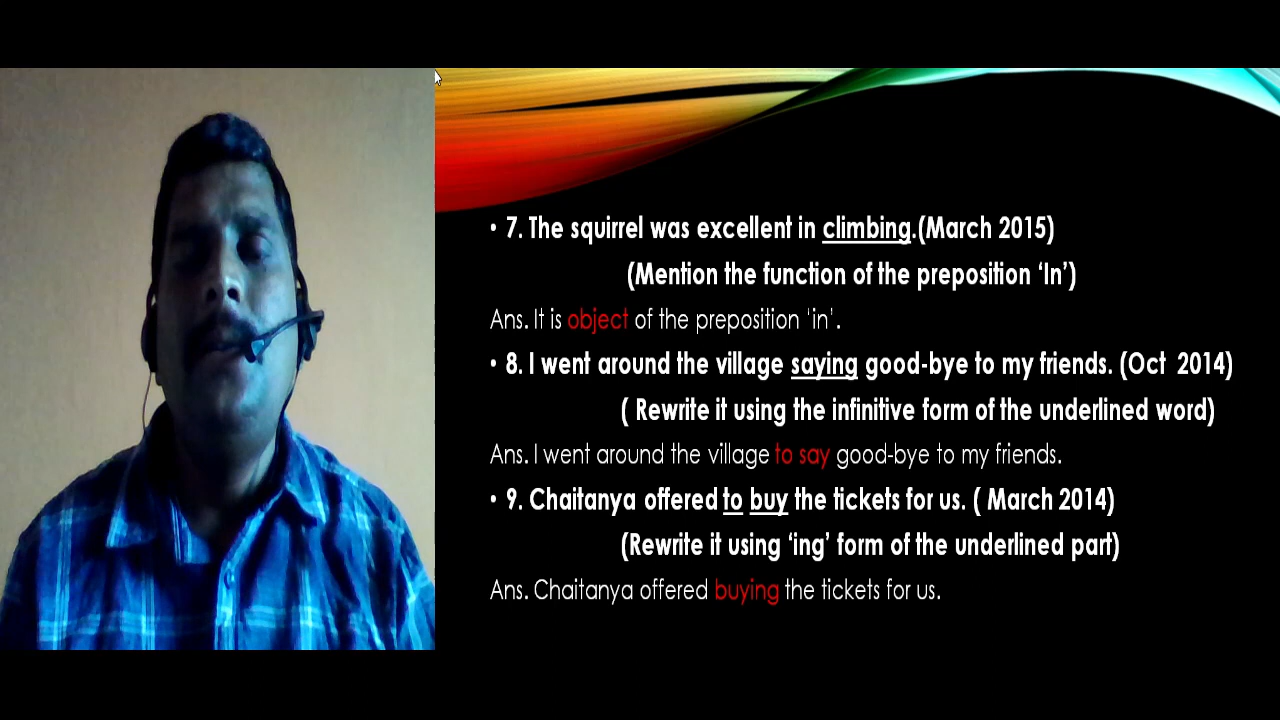 • 7. The squirrel was excellent in climbing.(March 2015)
(Mention the function of the preposition ‘In’)
Ans. It is object of the preposition ‘in’.
• 8. I went around the village saying good-bye to my friends. (Oct 2014)
( Rewrite it using the infinitive form of the underlined word)
Ans. I went around the village to say good-bye to my friends.
• 9. Chaitanya offered to buy the tickets for us. ( March 2014)
(Rewrite it using ‘ing’ form of the underlined part)
Ans. Chaitanya offered buying the tickets for us.